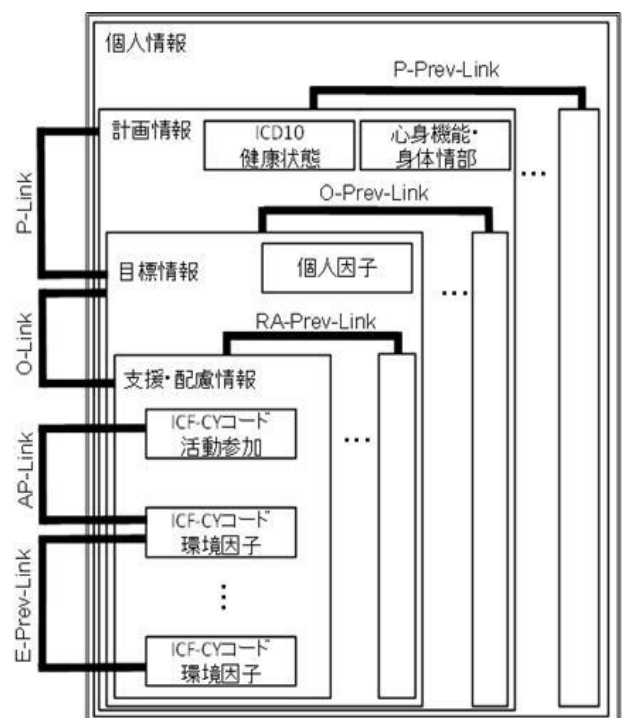 個人情報
P-Prev-Link
計画情報
ICD10
健康状態
心身機能・
身体情部
...
P-Link
O-Prev-Link
目標情報
個人因子
...
O-Link
RA-Prev-Link
支援・配慮情報
ICF-CYコード
活動参加
...
AP-Link
ICF-CYコード
環境因子
E-Prev-Link
⋮
ICF-CYコード
環境因子